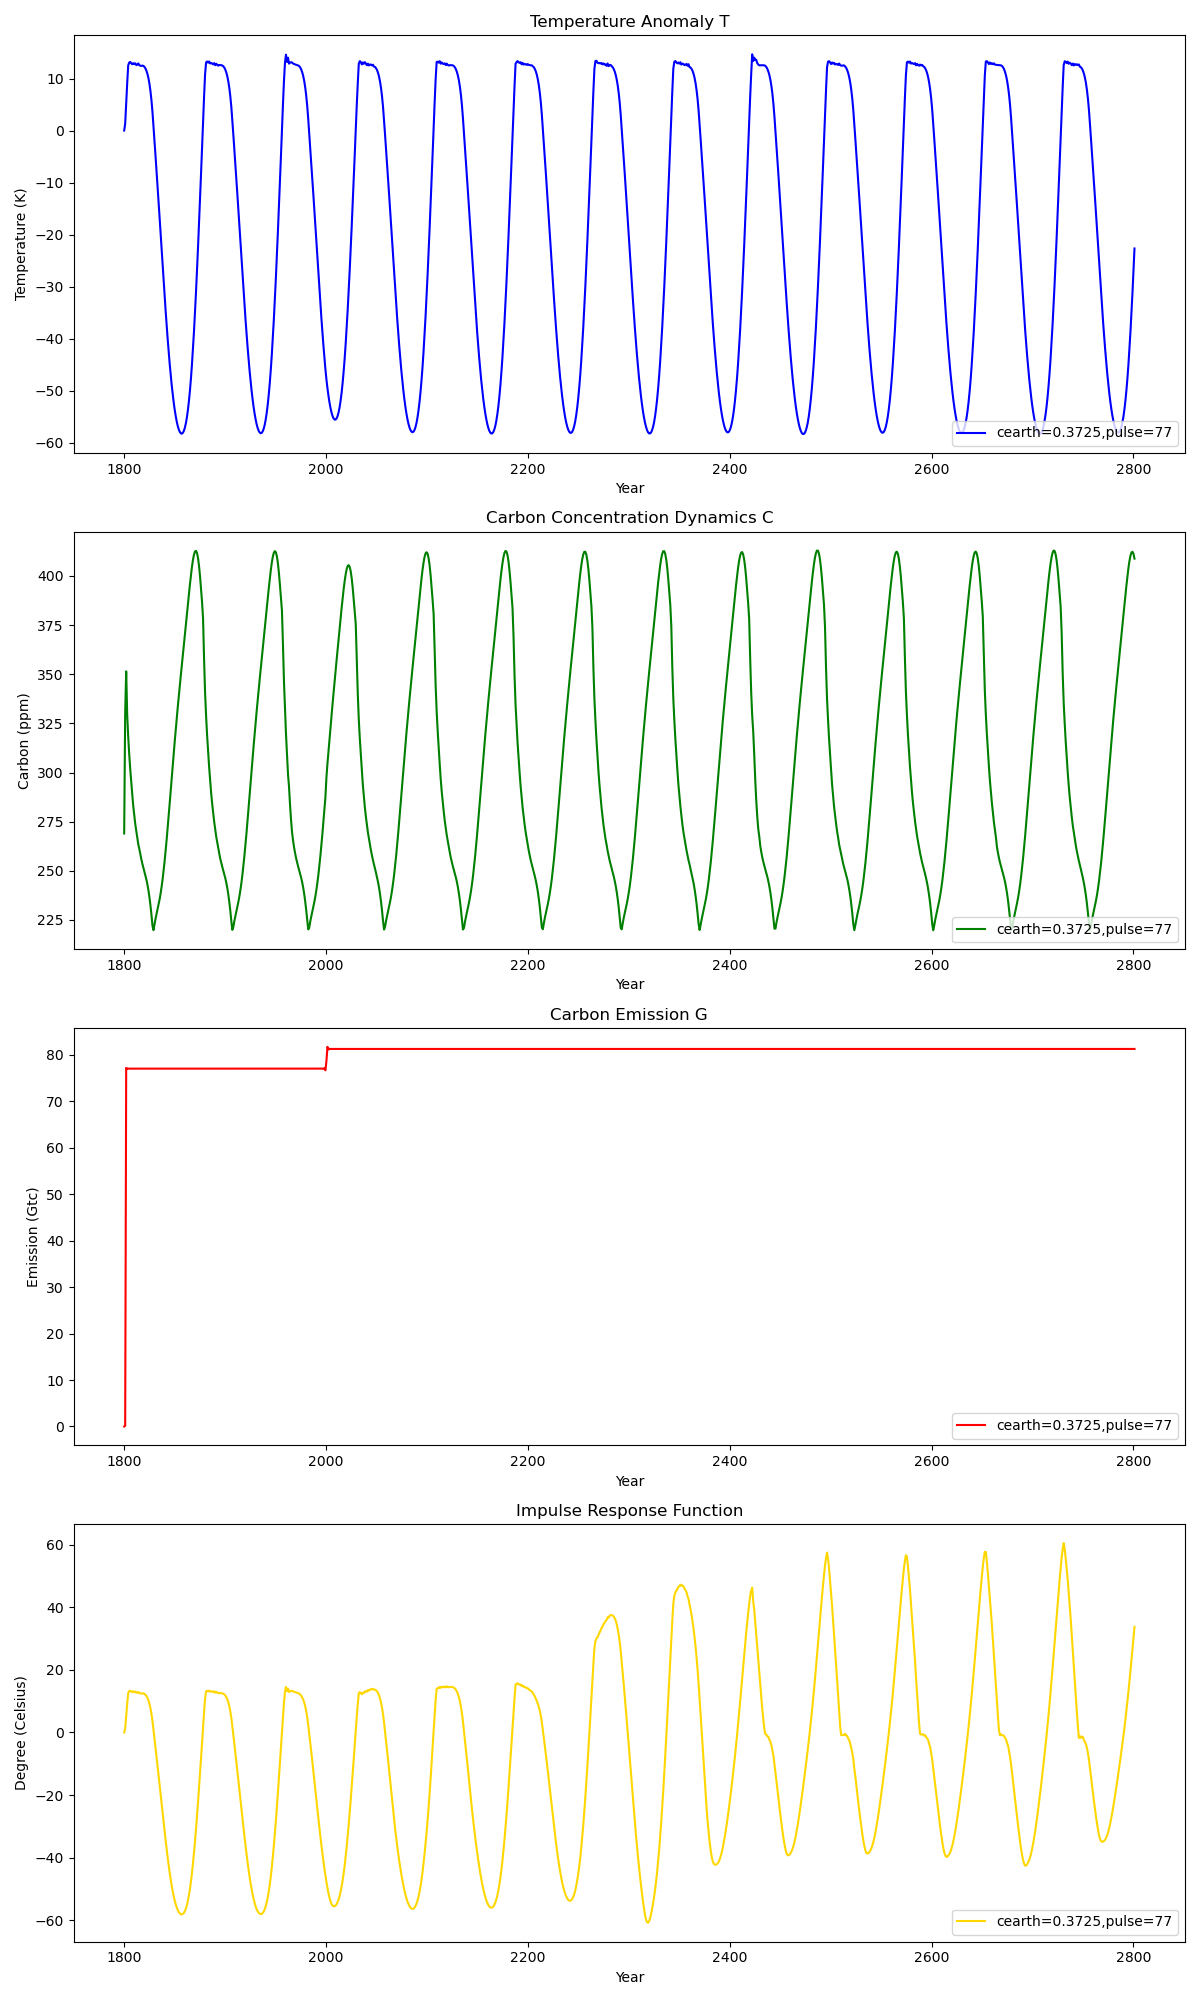 Temperature Anomaly T
Temperature (K)
10
0
−10
−20
−30
−40
−50
−60
cearth=0.3725,pulse=77
1800 2000 2200 2400 2600 2800
Year
Carbon Concentration Dynamics C
Carbon (ppm)
400
375
350
325
300
275
250
225
cearth=0.3725,pulse=77
1800 2000 2200 2400 2600 2800
Year
Carbon Emission G
Emission (Gtc)
80
70
60
50
40
30
20
10
0
cearth=0.3725,pulse=77
1800 2000 2200 2400 2600 2800
Year
Impulse Response Function
Degree (Celsius)
60
40
20
0
−20
−40
−60
cearth=0.3725,pulse=77
1800 2000 2200 2400 2600 2800
Year